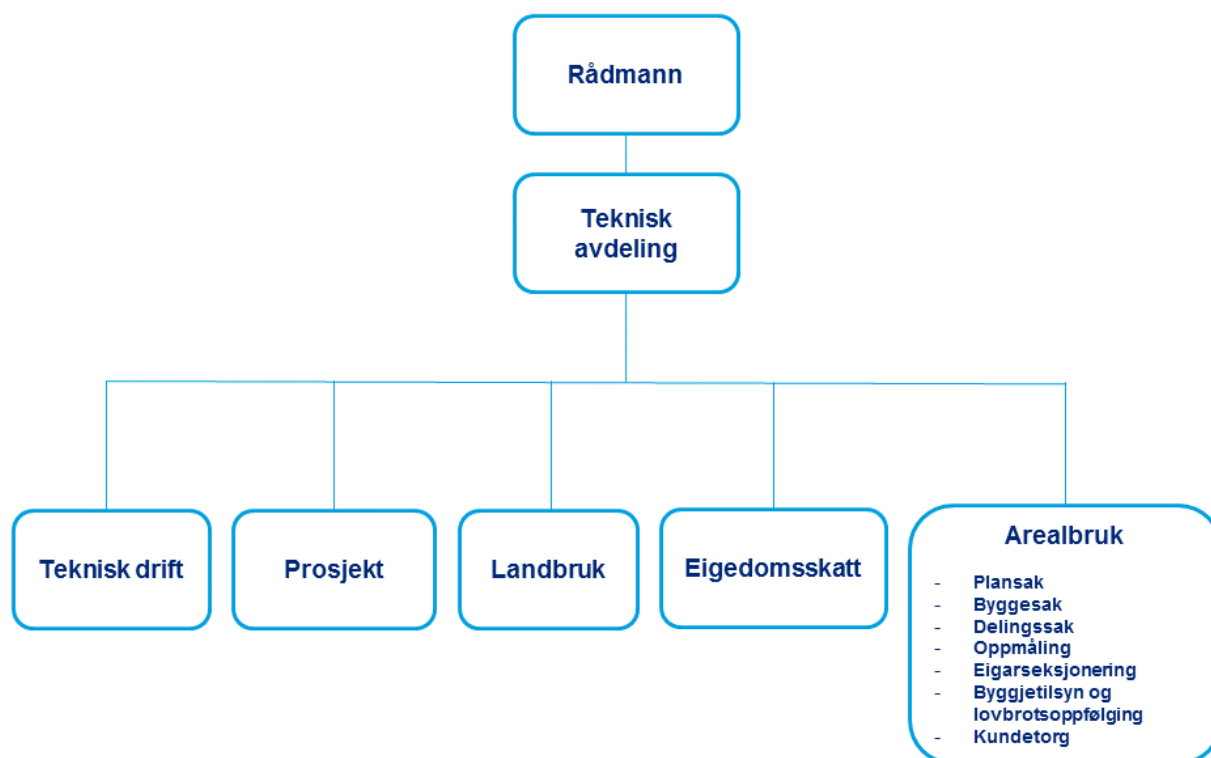 Rådmann
Teknisk
avdeling
Teknisk drift
Prosjekt
Landbruk
Eigedomsskatt
Arealbruk
- Plansak
- Byggesak
- Delingssak
- Oppmåling
- Eigarseksjonering
- Byggjetilsyn og
lovbrotsoppfølging
- Kundetorg